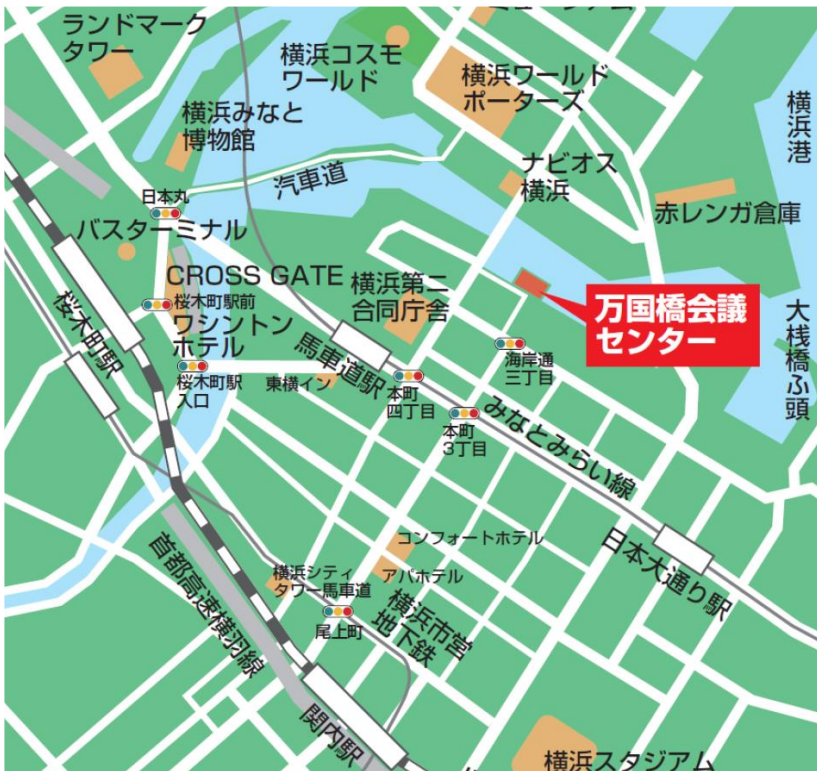 ランドマーク
タワー
横浜コスモ
ワールド
横浜ワールド
ポーターズ
横浜みなと
博物館
横浜港
汽車道
ナビオス
横浜
赤レンガ倉庫
日本丸
バスターミナル
CROSS GATE
桜木町駅前
ワシントン
ホテル
横浜第二
合同庁舎
万国橋会議
センター
大桟橋ふ頭
桜木町駅
桜木町駅
入口
東横イン
馬車道駅
海岸通
三丁目
本町
四丁目
本町
3丁目
みなとみらい線
日本大通り駅
コンフォートホテル
アパホテル
横浜シティ
タワー馬車道
尾上町
横浜市営
地下鉄
首都高速横羽線
関内駅
横浜スタジアム